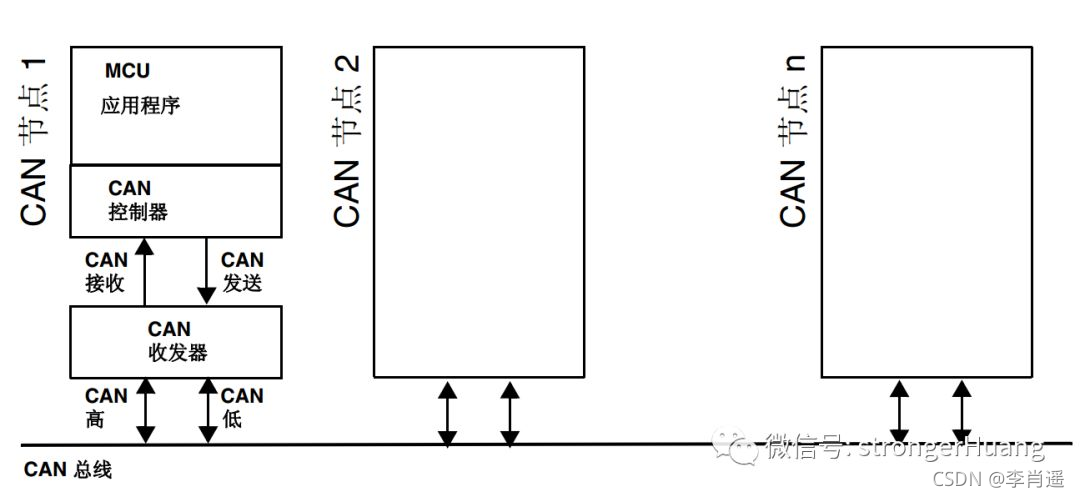 CAN 节点 1
MCU
应用程序
CAN
控制器
CAN
接收
CAN
发送
CAN
收发器
CAN
高
CAN
低
CAN 节点 2
CAN 节点 n
CAN 总线
微信号: strongerHuang
CSDN @李肖遥